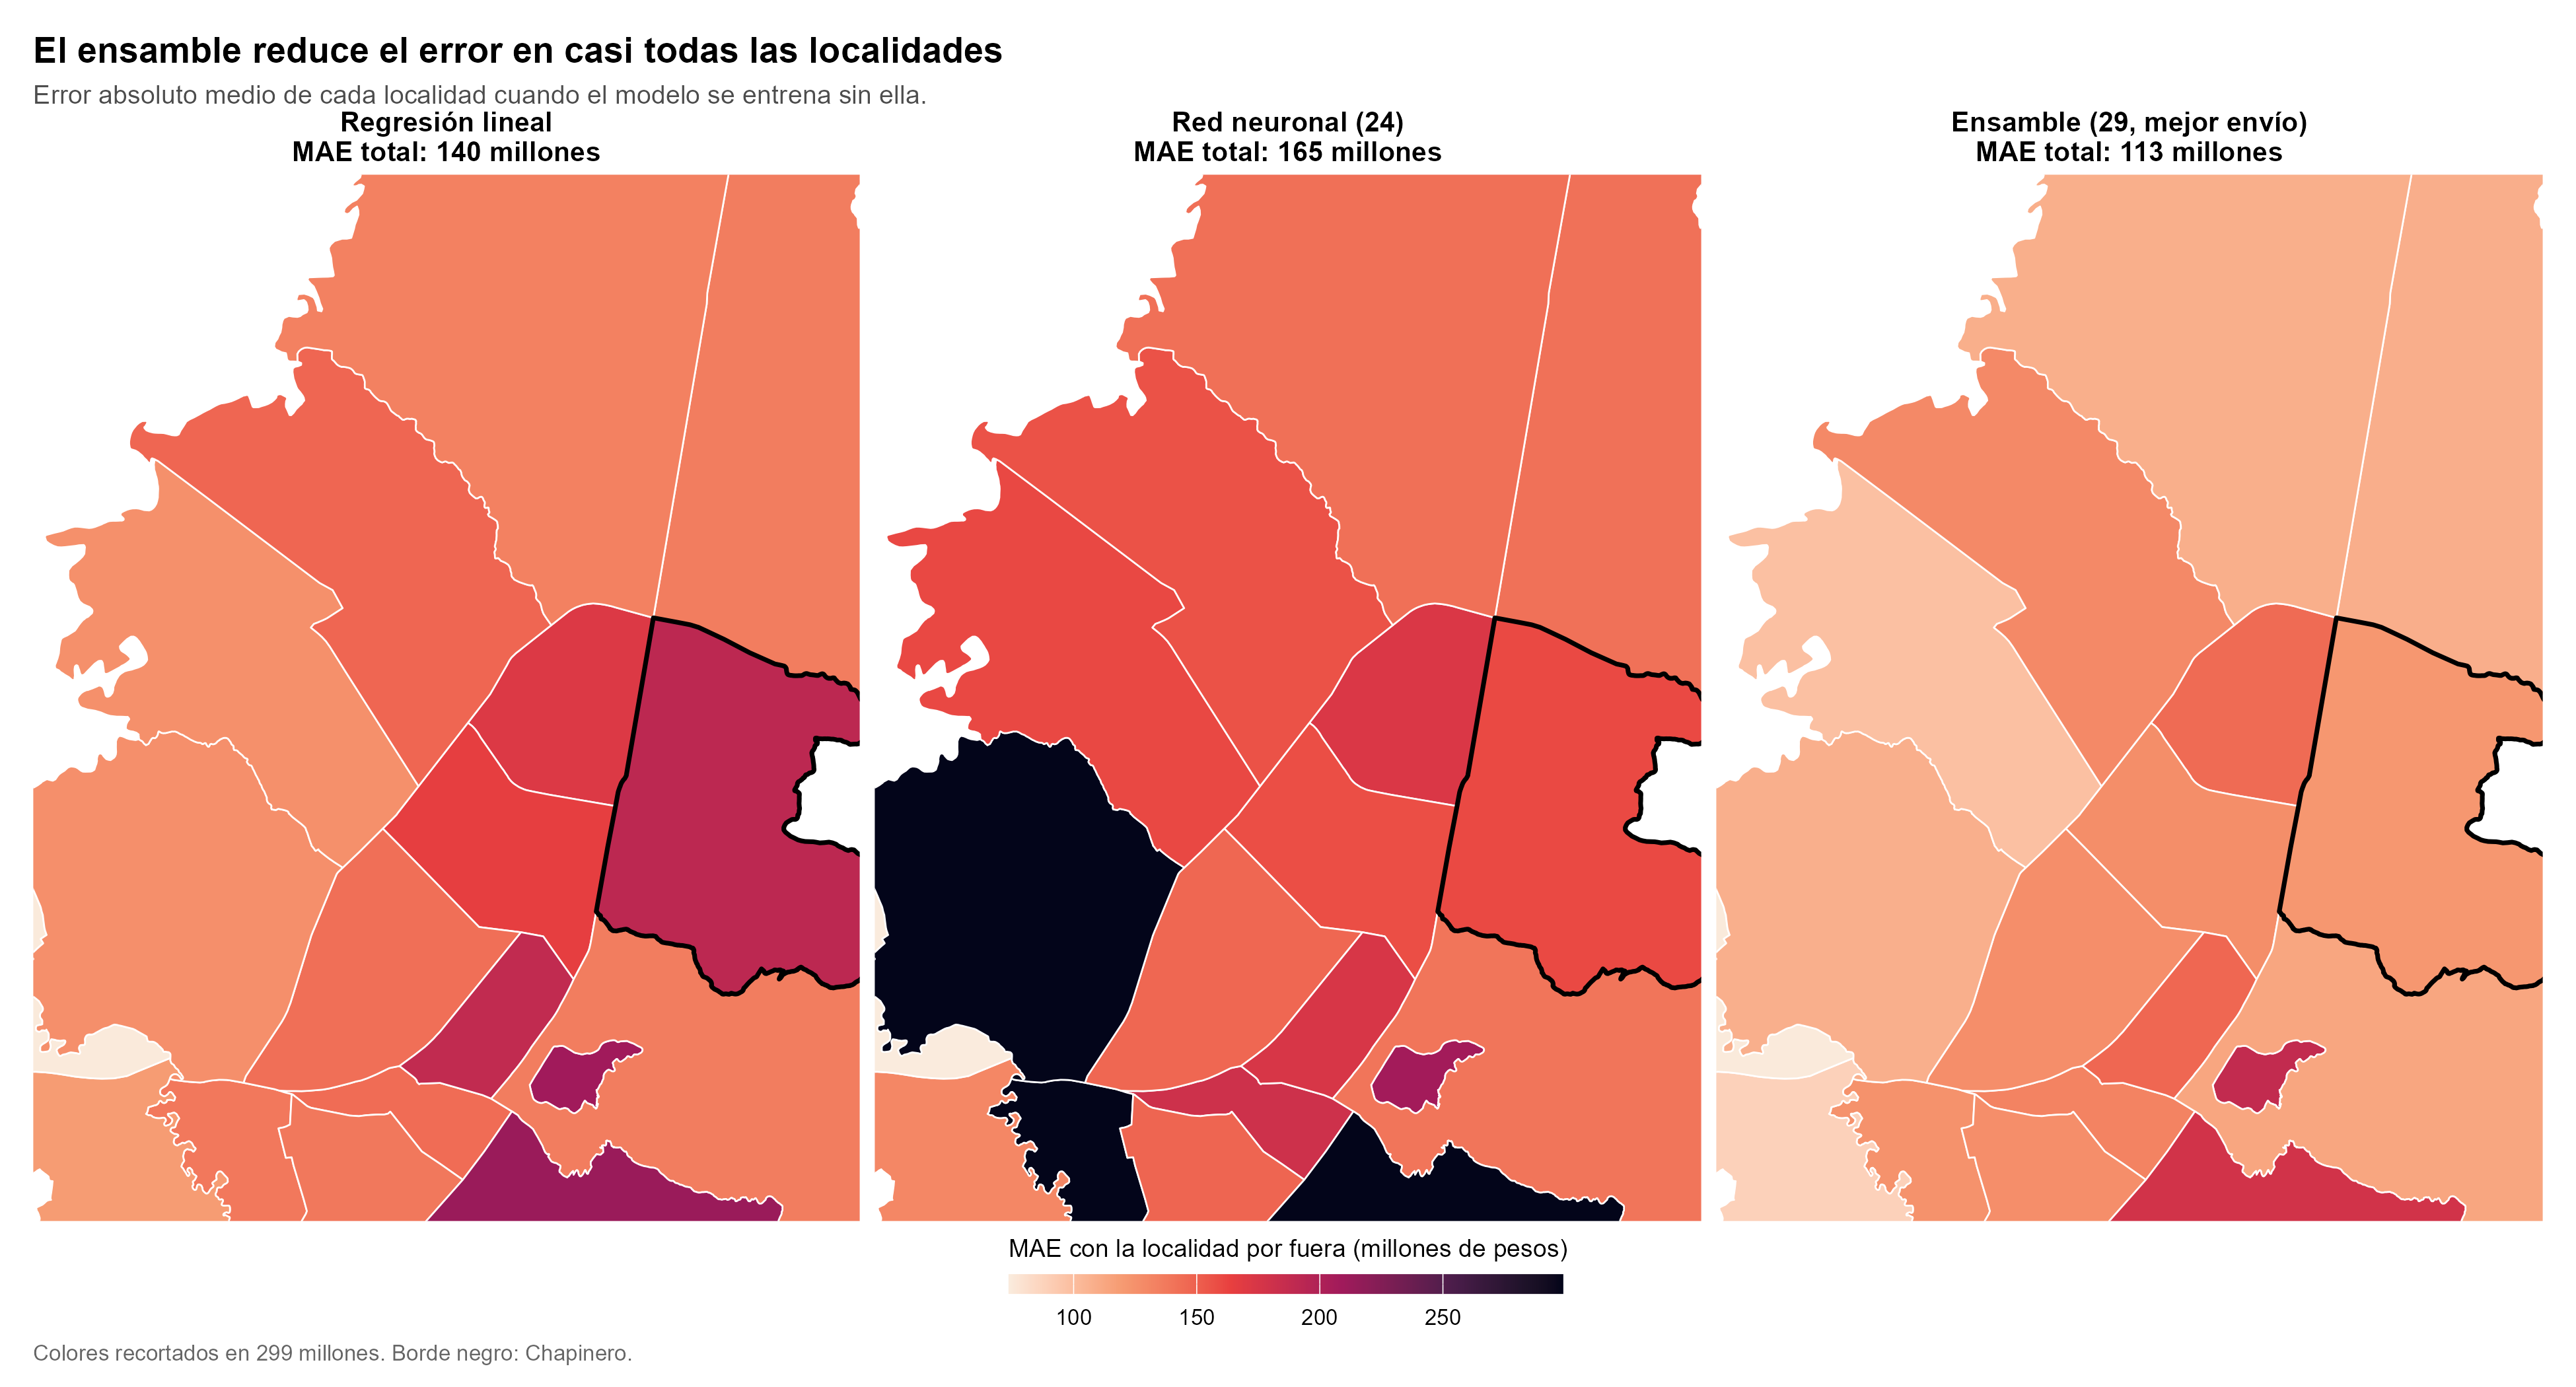 El ensamble reduce el error en casi todas las localidades
Error absoluto medio de cada localidad cuando el modelo se entrena sin ella.
Regresión lineal
MAE total: 140 millones
Red neuronal (24)
MAE total: 165 millones
Ensamble (29, mejor envío)
MAE total: 113 millones
MAE con la localidad por fuera (millones de pesos)
100 150 200 250
Colores recortados en 299 millones. Borde negro: Chapinero.